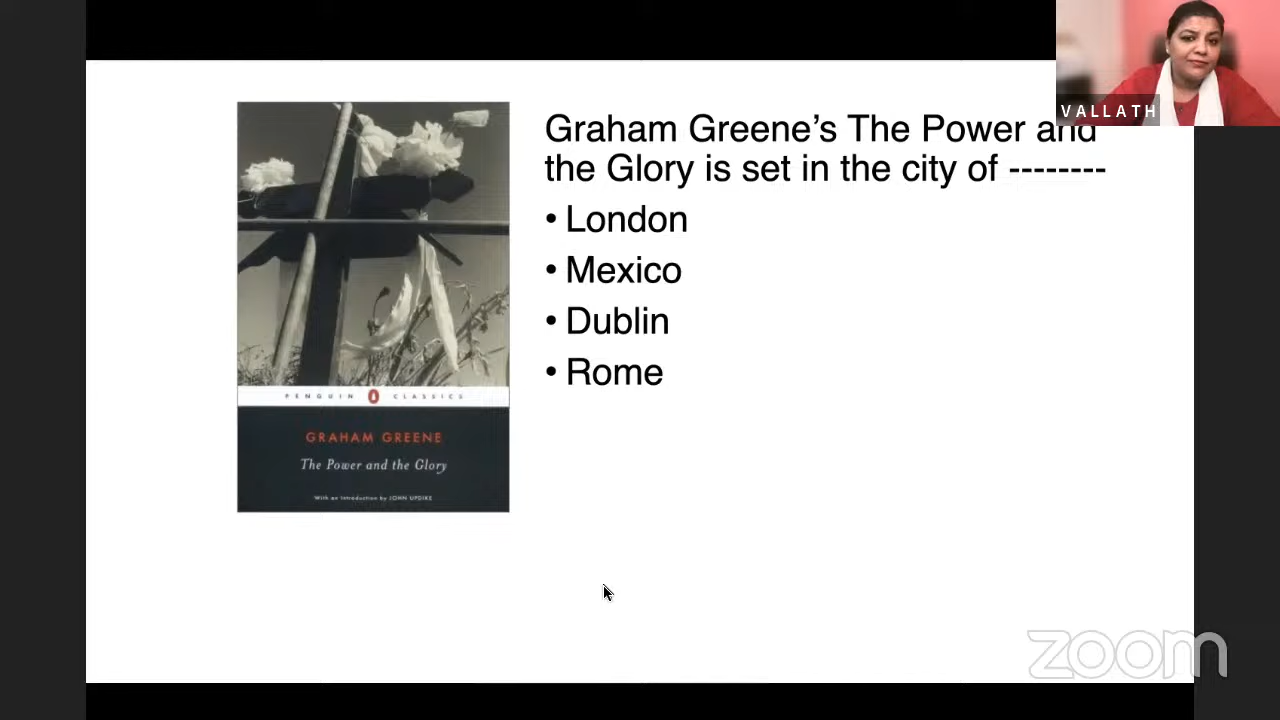 VALLATH
Graham Greene's The Power and
the Glory is set in the city of --------
• London
• Mexico
• Dublin
• Rome
PENGUIN CLASSICS
GRAHAM GREENE
The Power and the Glory
With an Introduction by JOHN UPDIKE
zoom